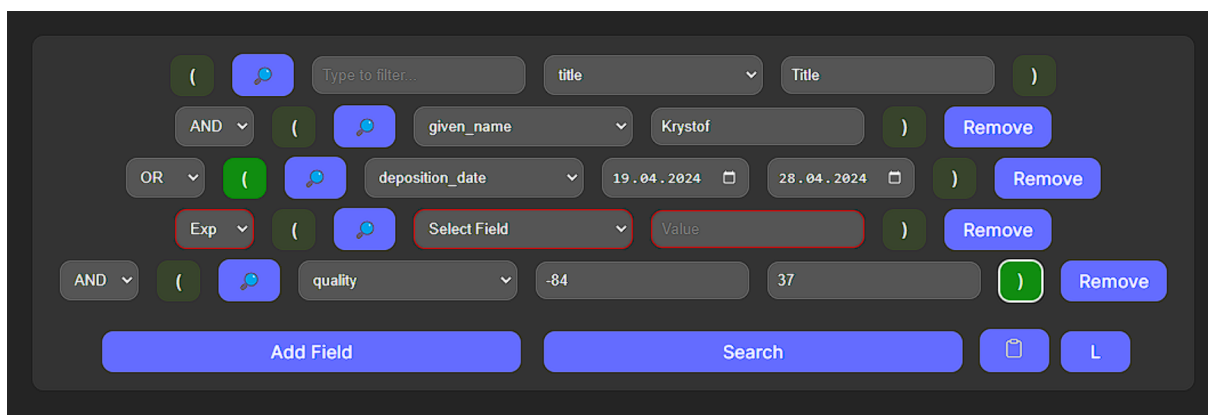 ( 🔎 Type to filter... title Title )
AND ( 🔎 given_name Krystof ) Remove
OR ( 🔎 deposition_date 19.04.2024 28.04.2024 ) Remove
Exp ( 🔎 Select Field Value ) Remove
AND ( 🔎 quality -84 37 ) Remove
Add Field Search 📋 L